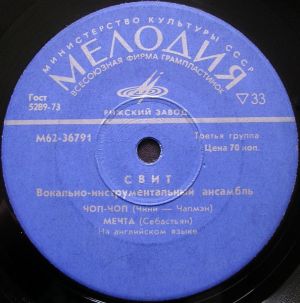 МИНИСТЕРСТВО КУЛЬТУРЫ СССР
МЕЛОДИЯ
ВСЕСОЮЗНАЯ ФИРМА ГРАМПЛАСТИНОК
Гост
5289-73
▽33
РИЖСКИЙ ЗАВОД
М62-36791
Третья группа
Цена 70 коп.
СВИТ
Вокально-инструментальный ансамбль
ЧОП-ЧОП (Чинн — Чапмэн)
МЕЧТА (Себастьян)
На английском языке